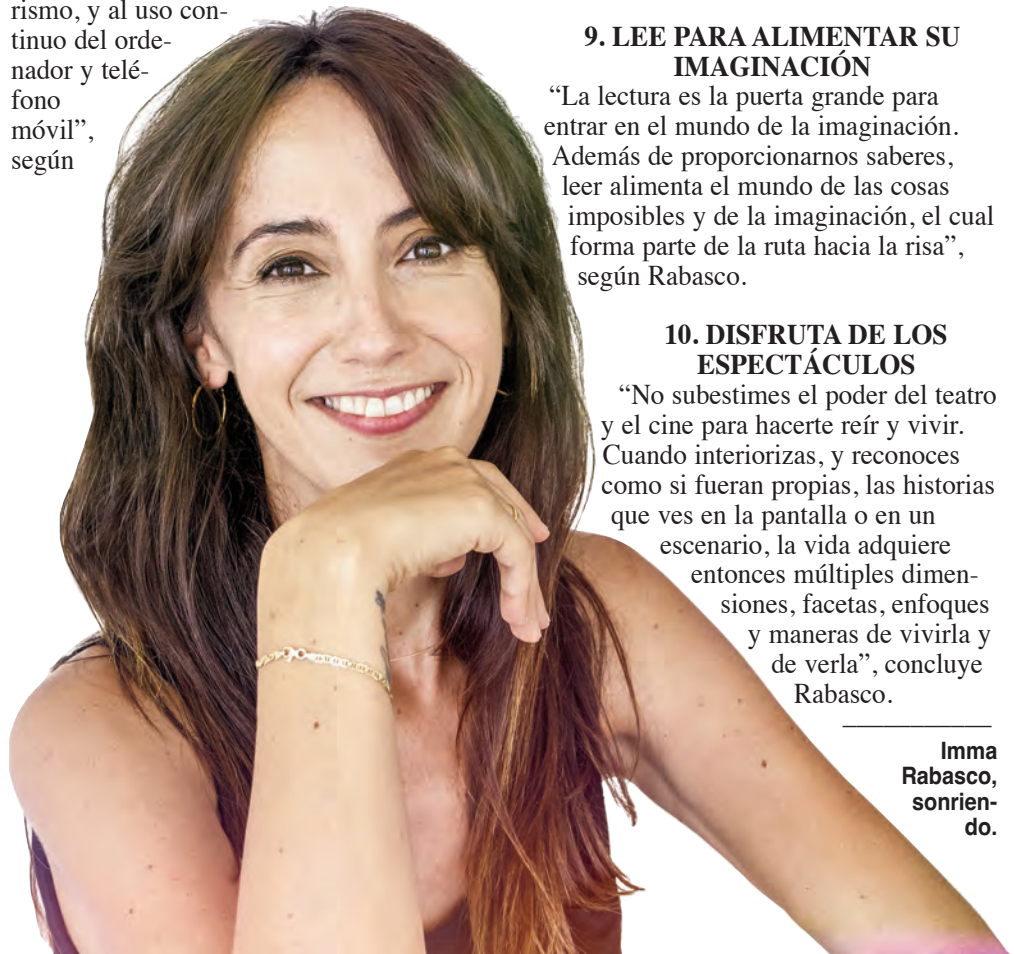 rismo, y al uso con-
tinuo del orde-
nador y telé-
fono
móvil”,
según
9. LEE PARA ALIMENTAR SU
IMAGINACIÓN
“La lectura es la puerta grande para
entrar en el mundo de la imaginación.
Además de proporcionarnos saberes,
leer alimenta el mundo de las cosas
imposibles y de la imaginación, el cual
forma parte de la ruta hacia la risa”,
según Rabasco.
10. DISFRUTA DE LOS
ESPECTÁCULOS
“No subestimes el poder del teatro
y el cine para hacerte reír y vivir.
Cuando interiorizas, y reconoces
como si fueran propias, las historias
que ves en la pantalla o en un
escenario, la vida adquiere
entonces múltiples dimen-
siones, facetas, enfoques
y maneras de vivirla y
de verla”, concluye
Rabasco.
Imma
Rabasco,
sonrien-
do.